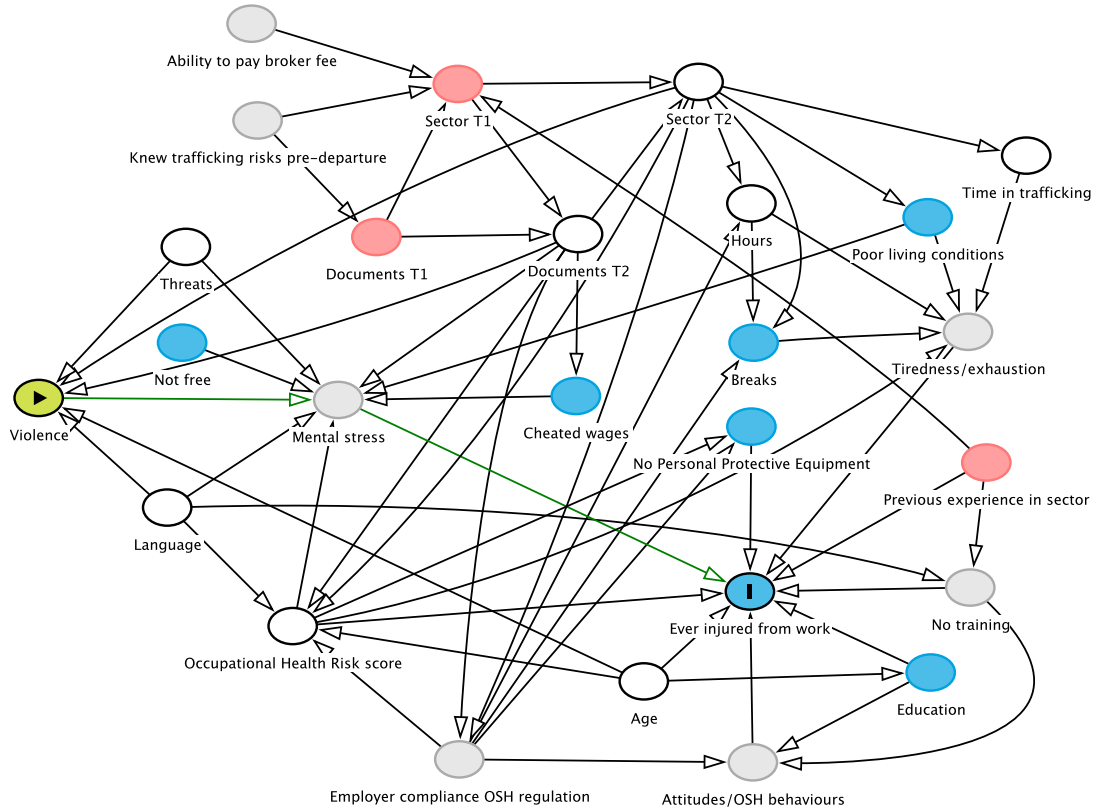 Ability to pay broker fee
Sector T1
Sector T2
Knew trafficking risks pre-departure
Time in trafficking
Hours
Poor living conditions
Documents T1
Documents T2
Threats
Not free
Breaks
Tiredness/exhaustion
Violence
Mental stress
Cheated wages
No Personal Protective Equipment
Previous experience in sector
Language
Ever injured from work
No training
Occupational Health Risk score
Age
Education
Employer compliance OSH regulation
Attitudes/OSH behaviours